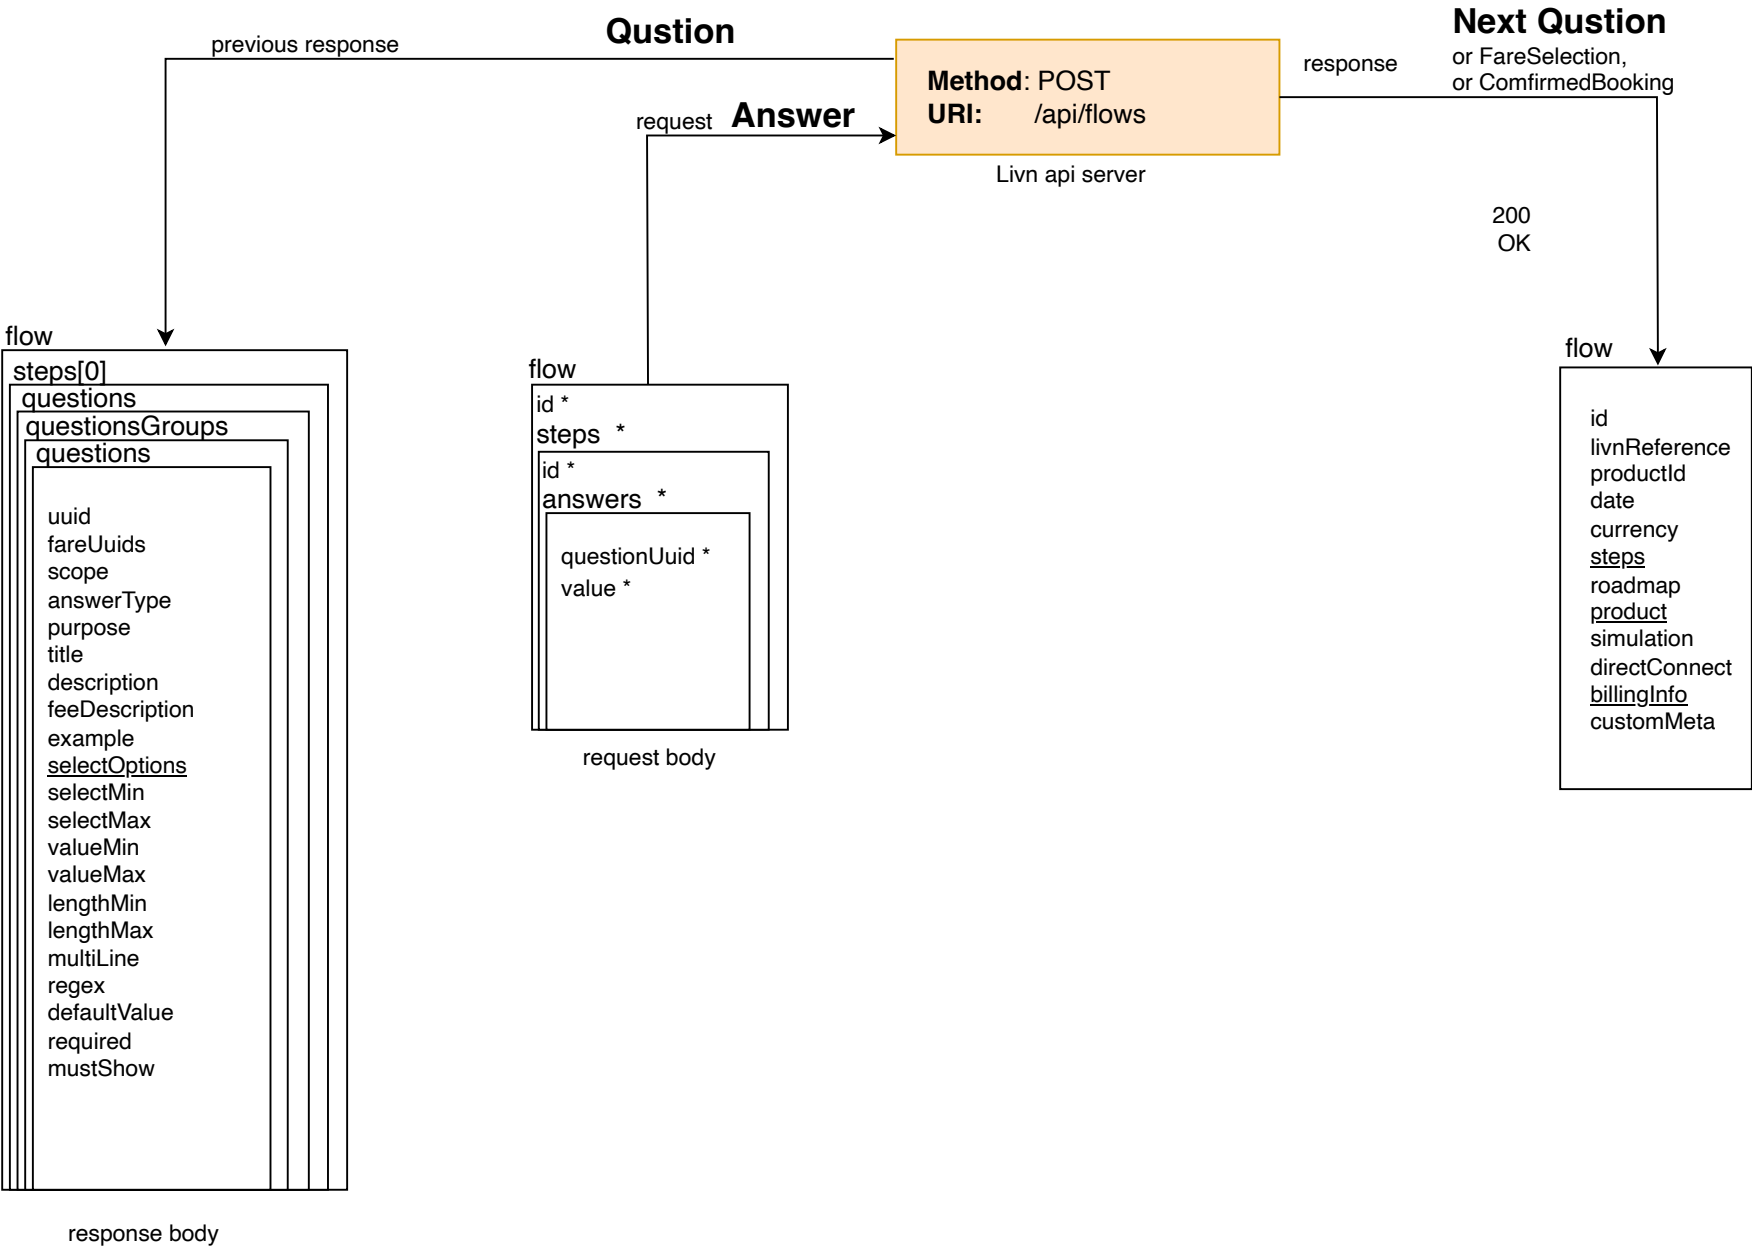 Qustion
previous response
Method: POST
URI: /api/flows
Livn api server
request Answer
response
Next Qustion
or FareSelection,
or ComfirmedBooking
200
OK
flow
steps[0]
questions
questionsGroups
questions
uuid
fareUuids
scope
answerType
purpose
title
description
feeDescription
example
selectOptions
selectMin
selectMax
valueMin
valueMax
lengthMin
lengthMax
multiLine
regex
defaultValue
required
mustShow
response body
flow
id *
steps *
id *
answers *
questionUuid *
value *
request body
flow
id
livnReference
productId
date
currency
steps
roadmap
product
simulation
directConnect
billingInfo
customMeta